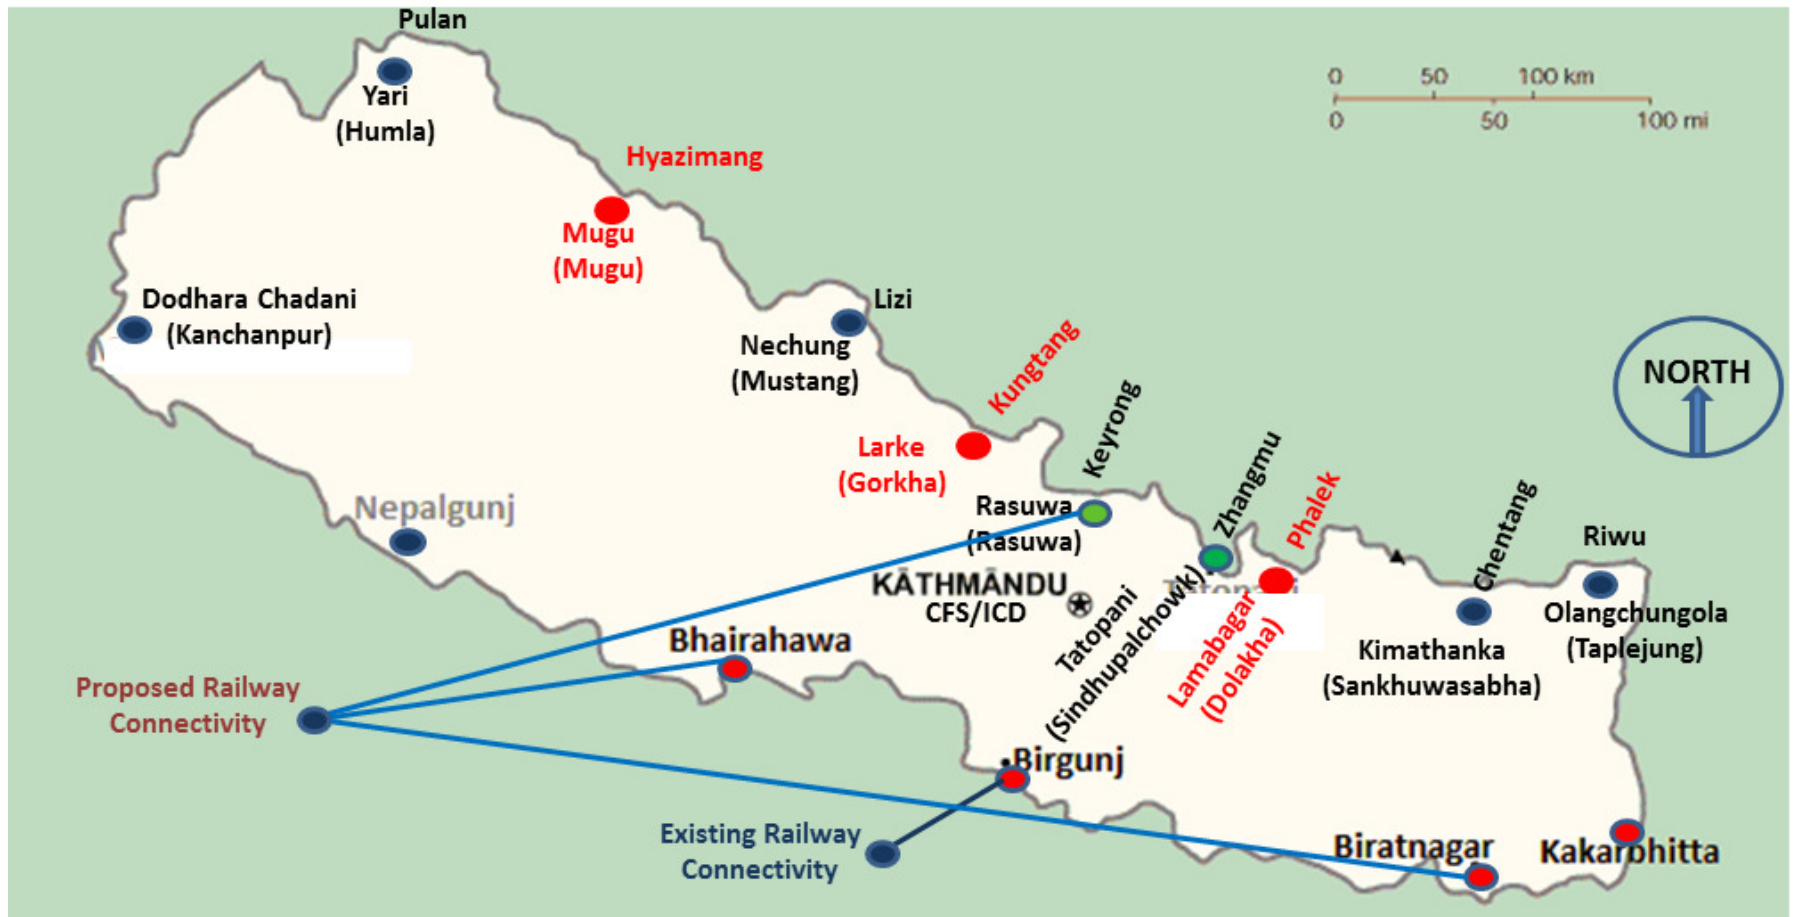 Pulan
Yari
(Humla)
0 50 100 km
0 50 100 mi
Hyazimang
Mugu
(Mugu)
Dodhara Chadani
(Kanchanpur)
Lizi
Nechung
(Mustang)
Kungtang
Keyrong
NORTH
Larke
(Gorkha)
Zhangmu
Phalek
Chentang
Nepalgunj
Rasuwa
(Rasuwa)
Riwu
KĀTHMĀNDU
CFS/ICD
Tatopani
(Sindhupalchowk)
Lamabagar
(Dolakha)
Olangchungola
(Taplejung)
Kimathanka
(Sankhuwasabha)
Bhairahawa
Proposed Railway
Connectivity
Birgunj
Existing Railway
Connectivity
Biratnagar
Kakarbhitta